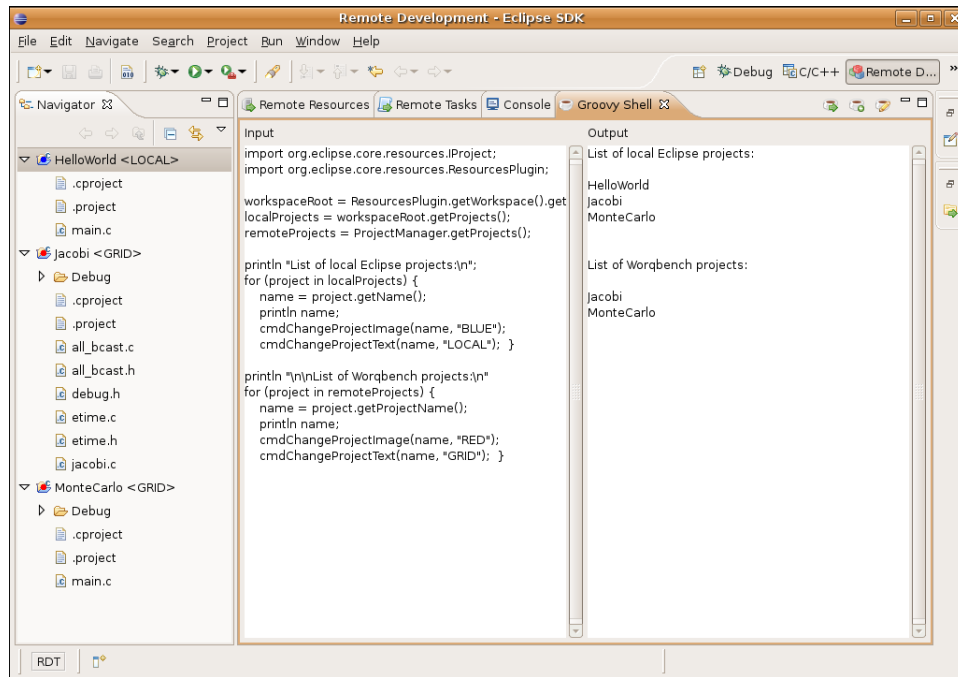 Remote Development - Eclipse SDK
File Edit Navigate Search Project Run Window Help
Debug C/C++ Remote D... »
Navigator
HelloWorld <LOCAL>
.cproject
.project
main.c
Jacobi <GRID>
Debug
.cproject
.project
all_bcast.c
all_bcast.h
debug.h
etime.c
etime.h
jacobi.c
MonteCarlo <GRID>
Debug
.cproject
.project
main.c
Remote Resources Remote Tasks Console Groovy Shell
Input
import org.eclipse.core.resources.IProject;
import org.eclipse.core.resources.ResourcesPlugin;
workspaceRoot = ResourcesPlugin.getWorkspace().get
localProjects = workspaceRoot.getProjects();
remoteProjects = ProjectManager.getProjects();
println "List of local Eclipse projects:\n";
for (project in localProjects) {
name = project.getName();
println name;
cmdChangeProjectImage(name, "BLUE");
cmdChangeProjectText(name, "LOCAL"); }
println "\n\nList of Worqbench projects:\n"
for (project in remoteProjects) {
name = project.getProjectName();
println name;
cmdChangeProjectImage(name, "RED");
cmdChangeProjectText(name, "GRID"); }
Output
List of local Eclipse projects:
HelloWorld
Jacobi
MonteCarlo
List of Worqbench projects:
Jacobi
MonteCarlo
RDT